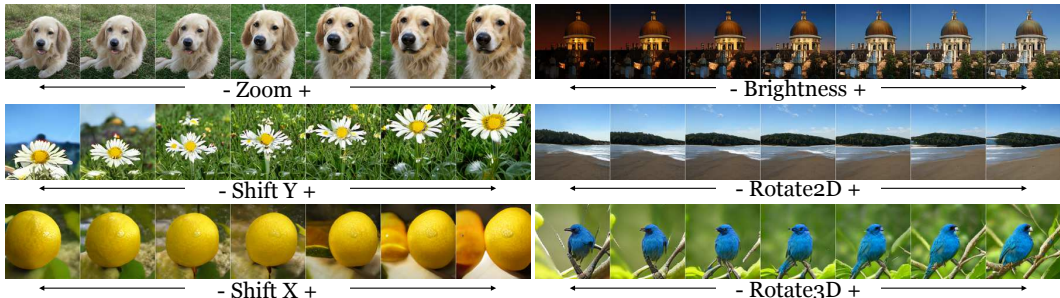 - Zoom +
- Brightness +
- Shift Y +
- Rotate2D +
- Shift X +
- Rotate3D +